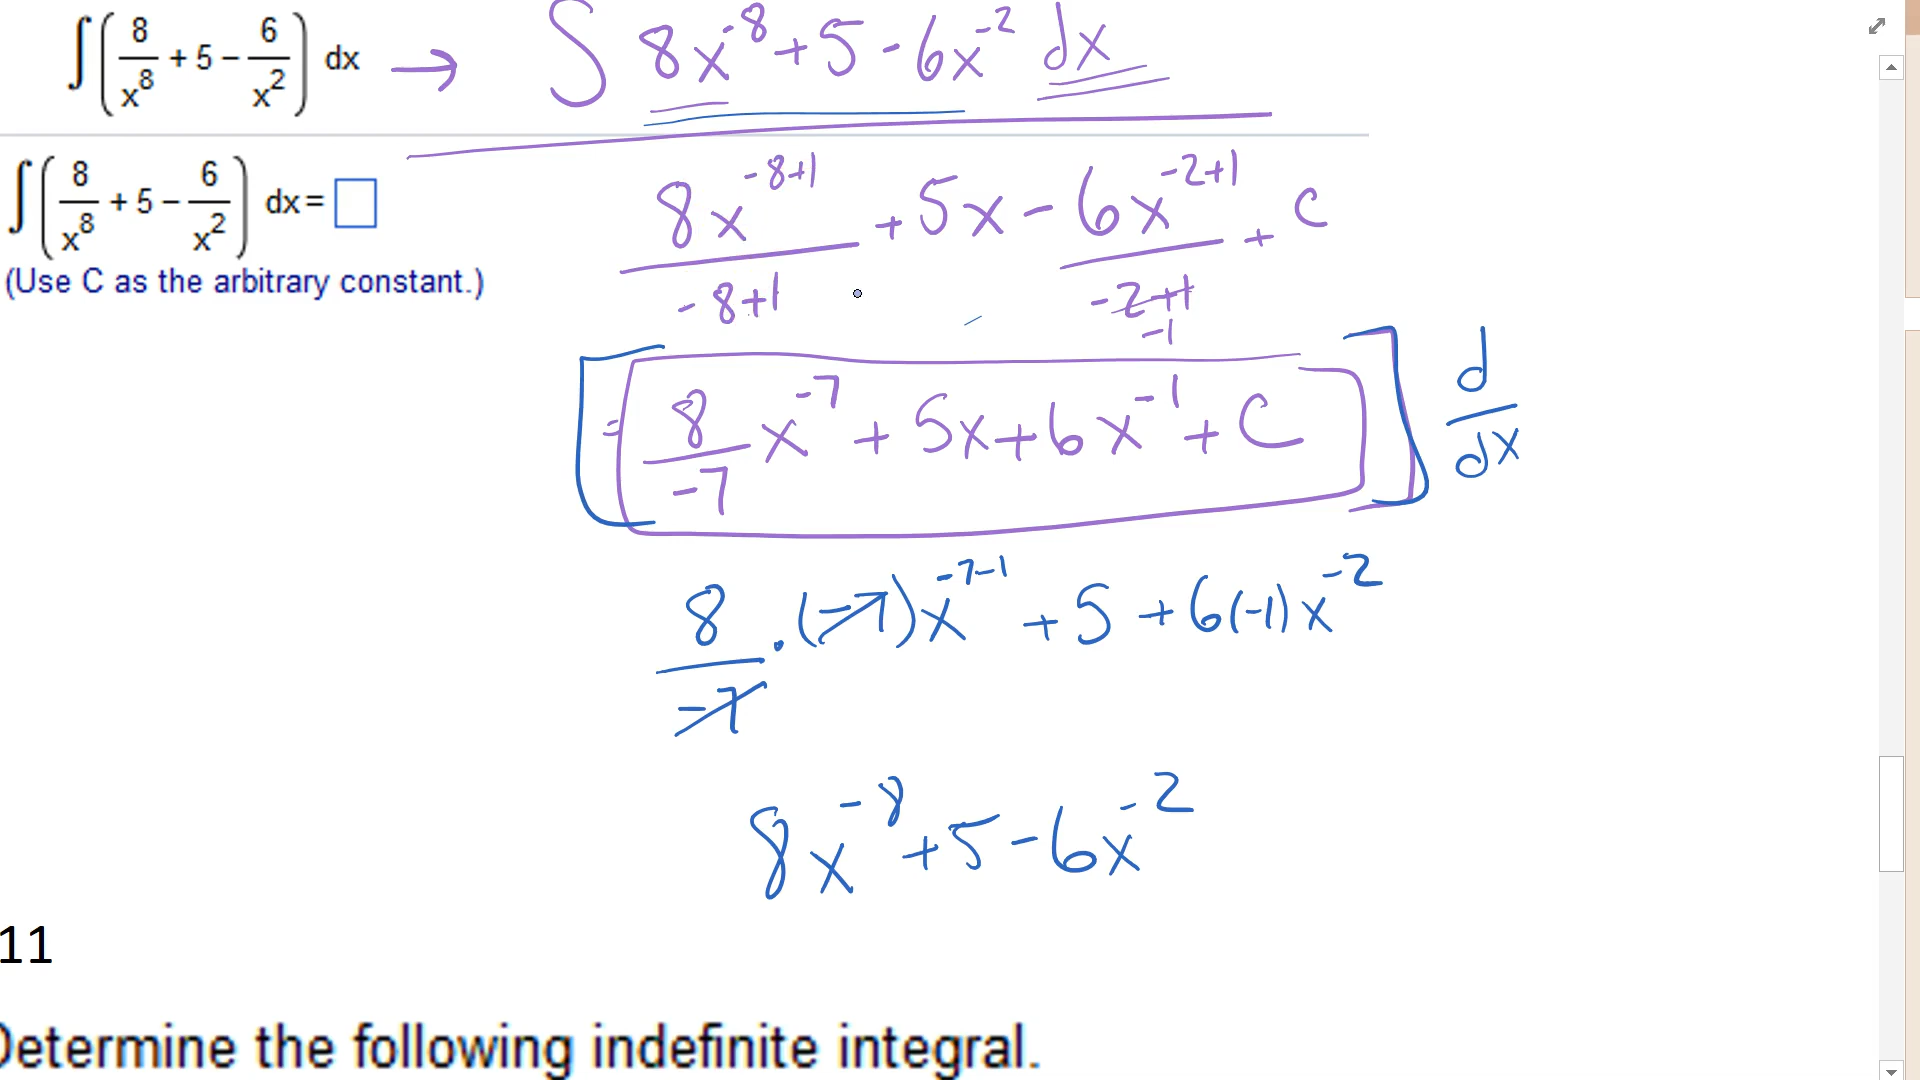 ∫(8/x^8 + 5 − 6/x^2) dx → ∫ 8x^-8 + 5 - 6x^-2 dx
∫(8/x^8 + 5 − 6/x^2) dx = 
(Use C as the arbitrary constant.)
8x^-8+1/-8+1 + 5x - 6x^-2+1/-2+1 + C
-1
[= 8/-7 x^-7 + 5x + 6x^-1 + C] d/dx
8/-7 · (-7)x^-7-1 + 5 + 6(-1)x^-2
8x^-8 + 5 - 6x^-2
11
Determine the following indefinite integral.